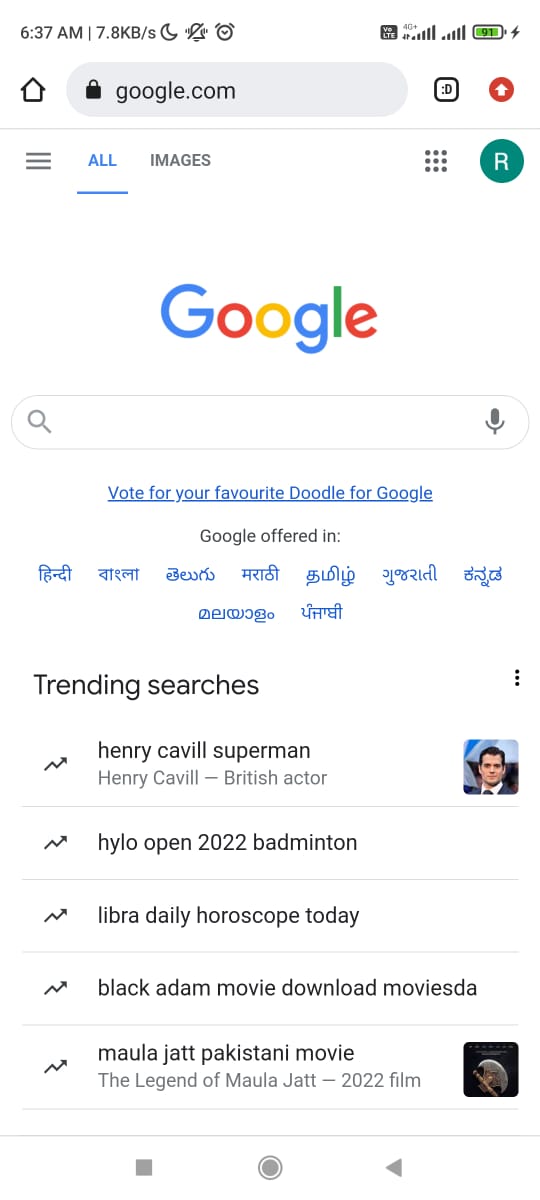 6:37 AM | 7.8KB/s
Vo LTE 4G+ 91
google.com
:D
ALL IMAGES
R
Google
Vote for your favourite Doodle for Google
Google offered in:
हिन्दी বাংলা తెలుగు मराठी தமிழ் ગુજરાતી ಕನ್ನಡ
മലയാളം ਪੰਜਾਬੀ
Trending searches
henry cavill superman
Henry Cavill — British actor
hylo open 2022 badminton
libra daily horoscope today
black adam movie download moviesda
maula jatt pakistani movie
The Legend of Maula Jatt — 2022 film